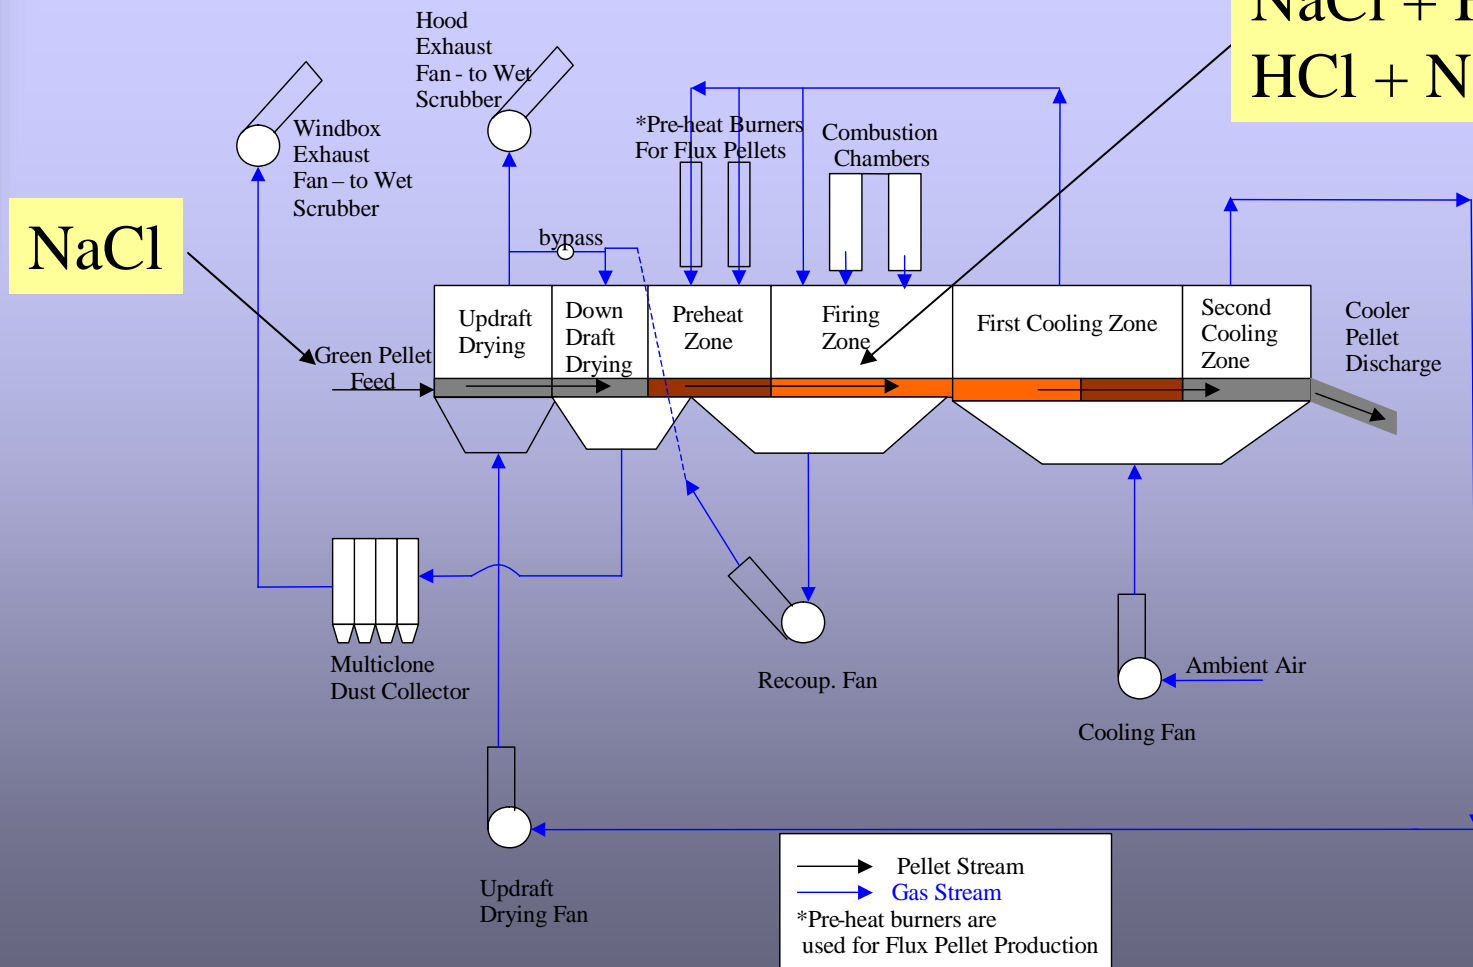 NaCl +
HCl +
Hood
Exhaust
Fan - to Wet
Scrubber
Windbox
Exhaust
Fan – to Wet
Scrubber
*Pre-heat Burners
For Flux Pellets
Combustion
Chambers
NaCl
bypass
Updraft
Drying
Down
Draft
Drying
Preheat
Zone
Firing
Zone
First Cooling Zone
Second
Cooling
Zone
Cooler
Pellet
Discharge
Green Pellet
Feed
Multiclone
Dust Collector
Recoup. Fan
Ambient Air
Cooling Fan
Updraft
Drying Fan
Pellet Stream
Gas Stream
*Pre-heat burners are
used for Flux Pellet Production